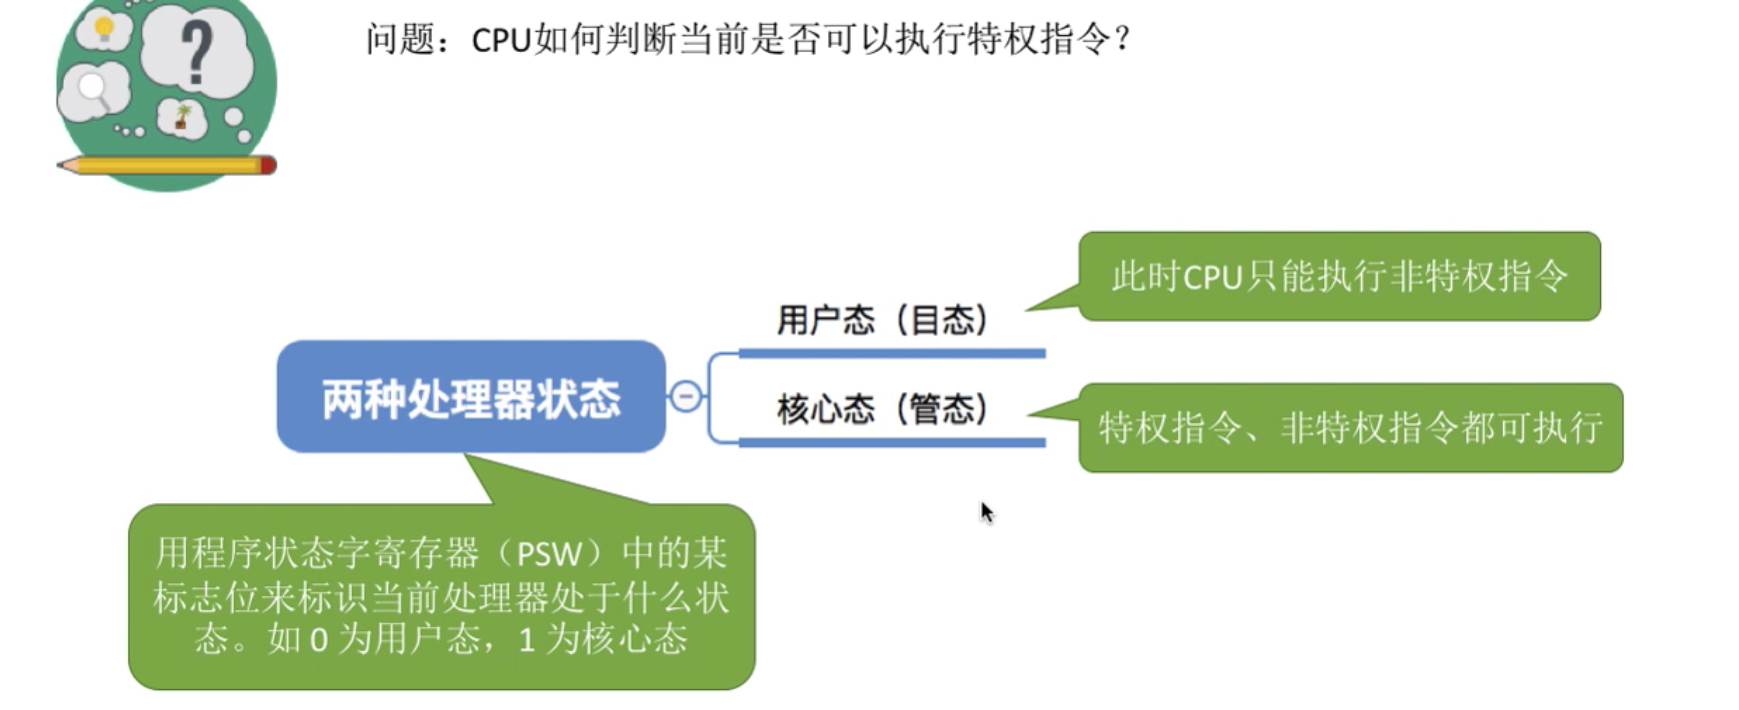 问题：CPU如何判断当前是否可以执行特权指令？
此时CPU只能执行非特权指令
用户态（目态）
两种处理器状态
核心态（管态）
特权指令、非特权指令都可执行
用程序状态字寄存器（PSW）中的某
标志位来标识当前处理器处于什么状
态。如 0 为用户态，1 为核心态